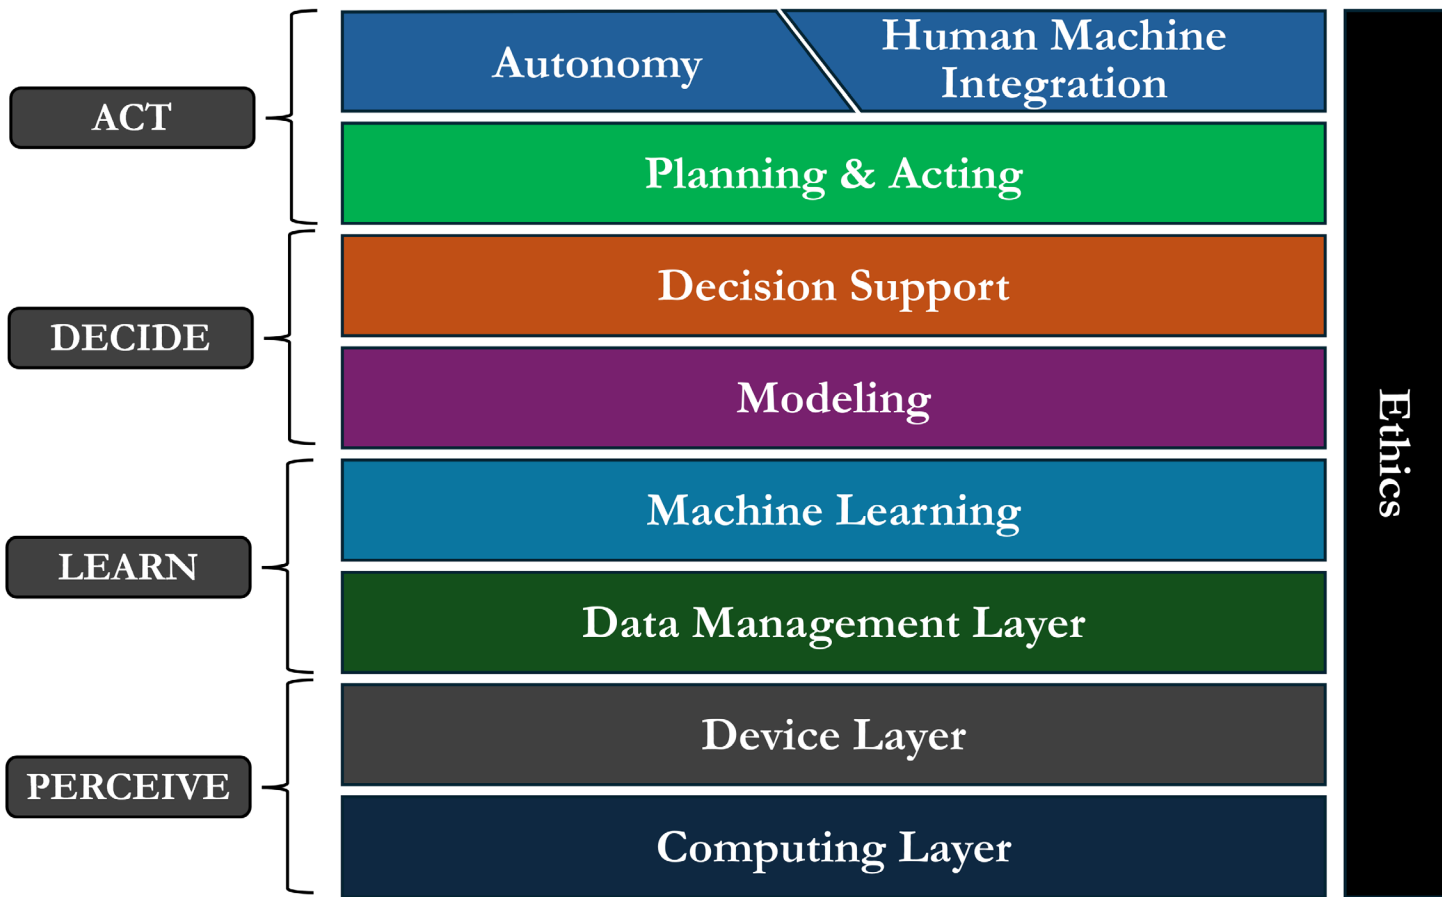 ACT
Autonomy
Human Machine
Integration
Planning & Acting
DECIDE
Decision Support
Modeling
LEARN
Machine Learning
Data Management Layer
PERCEIVE
Device Layer
Computing Layer
Ethics